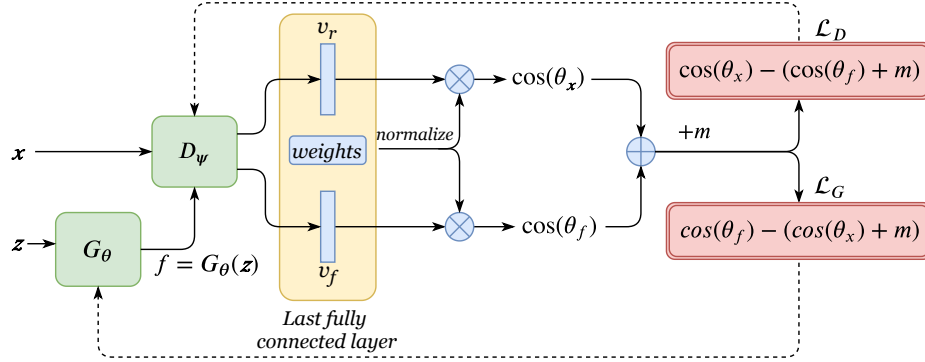 v_r
ℒ_D
cos(θ_x) − (cos(θ_f) + m)
cos(θ_𝒙)
normalize
+m
𝒙
D_ψ
weights
ℒ_G
cos(θ_f) − (cos(θ_x) + m)
cos(θ_f)
𝒛
G_θ
f = G_θ(𝒛)
v_f
Last fully
connected layer